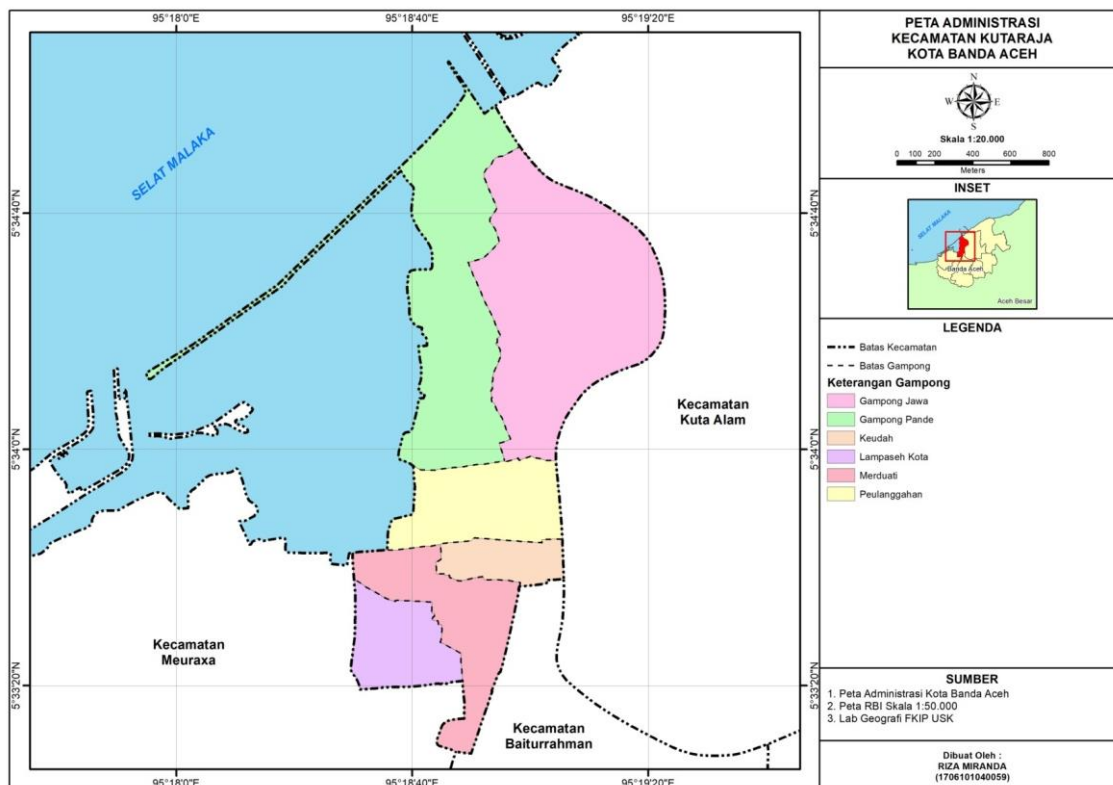 95°18'0"E
95°18'40"E
95°19'20"E
5°34'40"N
5°34'0"N
5°33'20"N
SELAT MALAKA
Kecamatan
Kuta Alam
Kecamatan
Meuraxa
Kecamatan
Baiturrahman
5°34'40"N
5°34'0"N
5°33'20"N
95°18'0"E
95°18'40"E
95°19'20"E
PETA ADMINISTRASI
KECAMATAN KUTARAJA
KOTA BANDA ACEH
N
W
E
S
Skala 1:20.000
0 100 200 400 600 800
Meters
INSET
SELAT MALAKA
Banda Aceh
Aceh Besar
LEGENDA
Batas Kecamatan
Batas Gampong
Keterangan Gampong
Gampong Jawa
Gampong Pande
Keudah
Lampaseh Kota
Merduati
Peulanggahan
SUMBER
1. Peta Administrasi Kota Banda Aceh
2. Peta RBI Skala 1:50.000
3. Lab Geografi FKIP USK
Dibuat Oleh :
RIZA MIRANDA
(1706101040059)